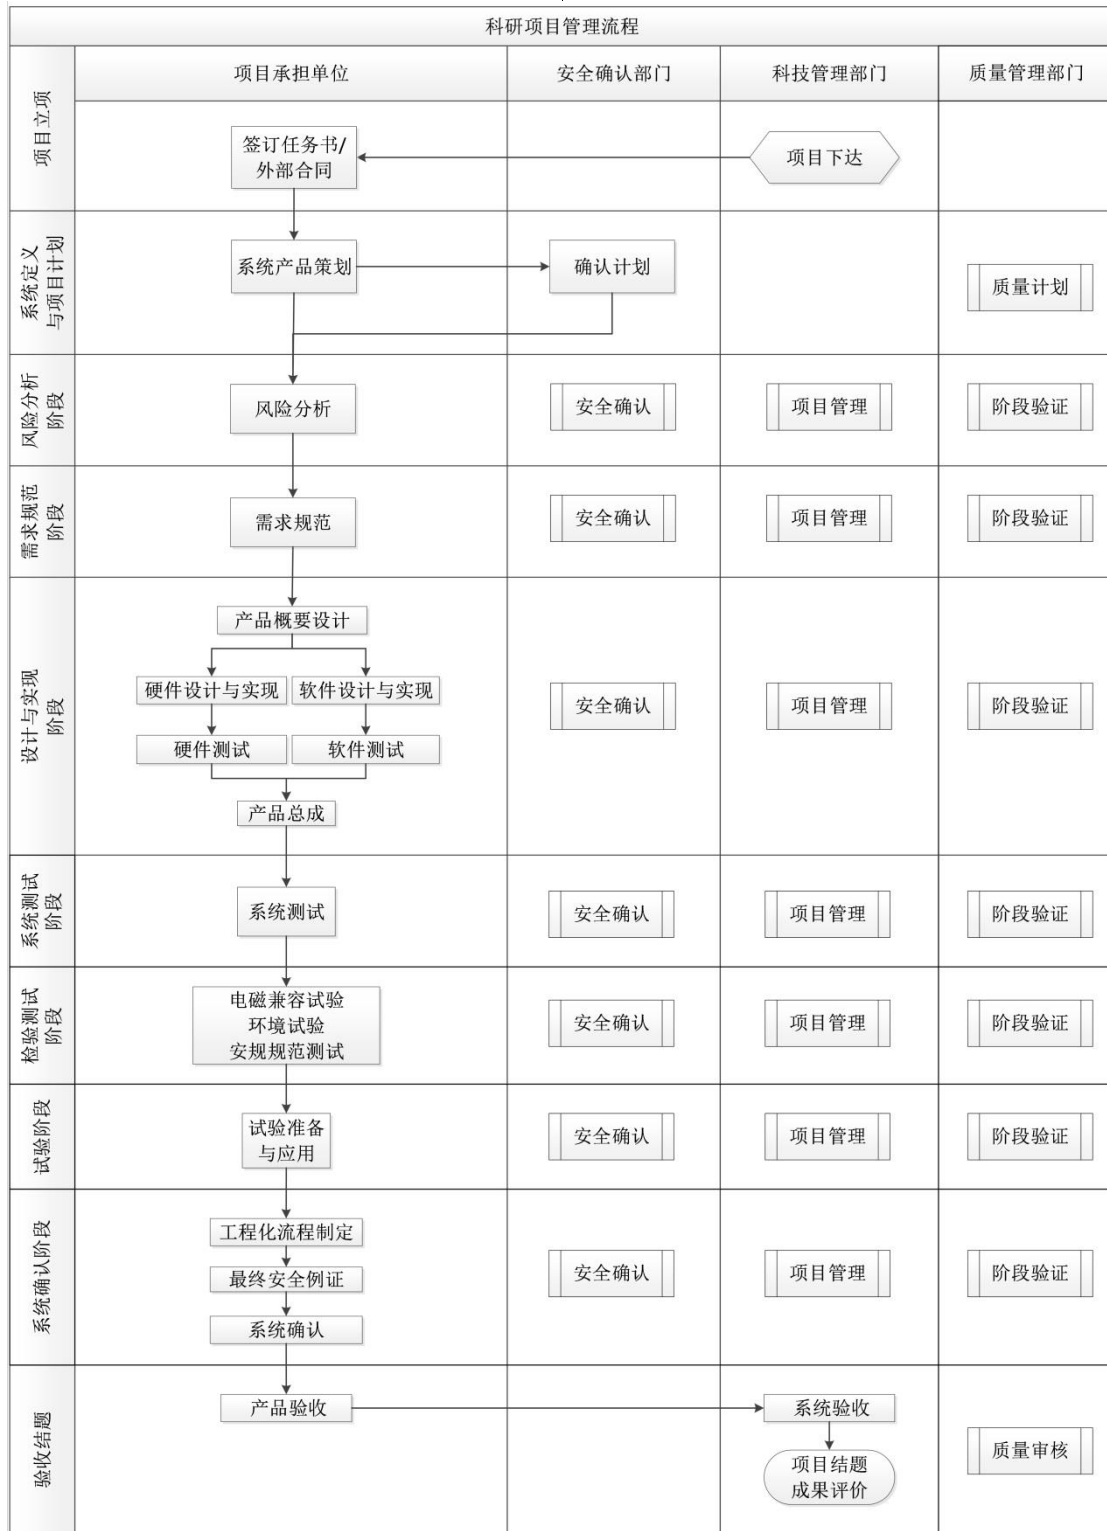 科研项目管理流程
项目承担单位
安全确认部门
科技管理部门
质量管理部门
项目立项
签订任务书/
外部合同
项目下达
系统定义
与项目计划
系统产品策划
确认计划
质量计划
风险分析
阶段
风险分析
安全确认
项目管理
阶段验证
需求规范
阶段
需求规范
安全确认
项目管理
阶段验证
设计与实现
阶段
产品概要设计
硬件设计与实现
软件设计与实现
硬件测试
软件测试
产品总成
安全确认
项目管理
阶段验证
系统测试
阶段
系统测试
安全确认
项目管理
阶段验证
检验测试
阶段
电磁兼容试验
环境试验
安规规范测试
安全确认
项目管理
阶段验证
试验阶段
试验准备
与应用
安全确认
项目管理
阶段验证
系统确认阶段
工程化流程制定
最终安全例证
系统确认
安全确认
项目管理
阶段验证
验收结题
产品验收
系统验收
项目结题
成果评价
质量审核